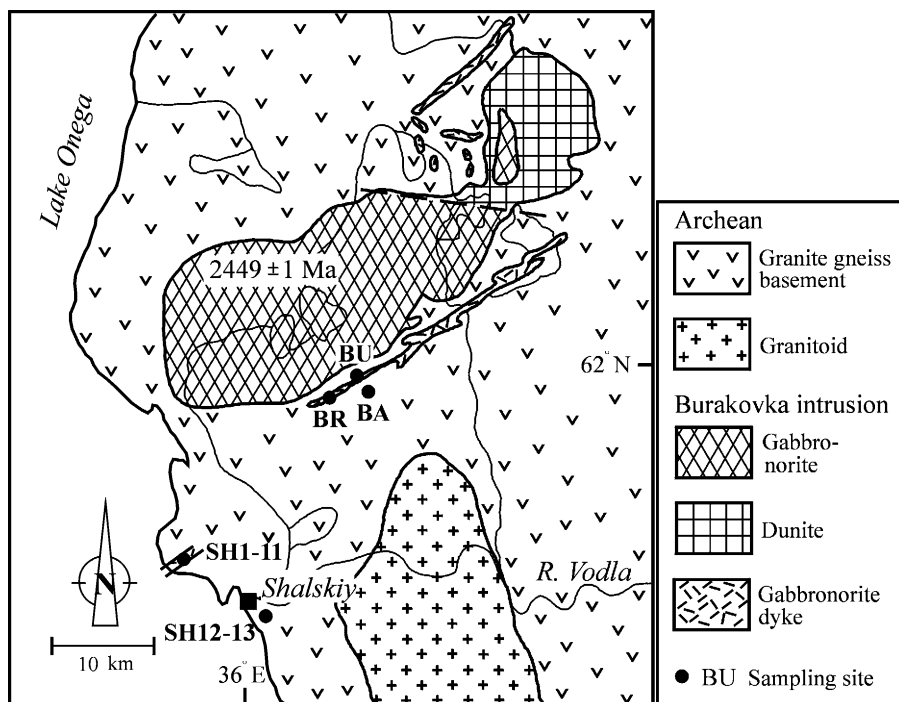 Lake Onega
2449 ±1 Ma
BU
62° N
BR
BA
SH1-11
N
Shalskiy
R. Vodla
SH12-13
10 km
36° E
Archean
Granite gneiss
basement
Granitoid
Burakovka intrusion
Gabbro-
norite
Dunite
Gabbronorite
dyke
BU Sampling site